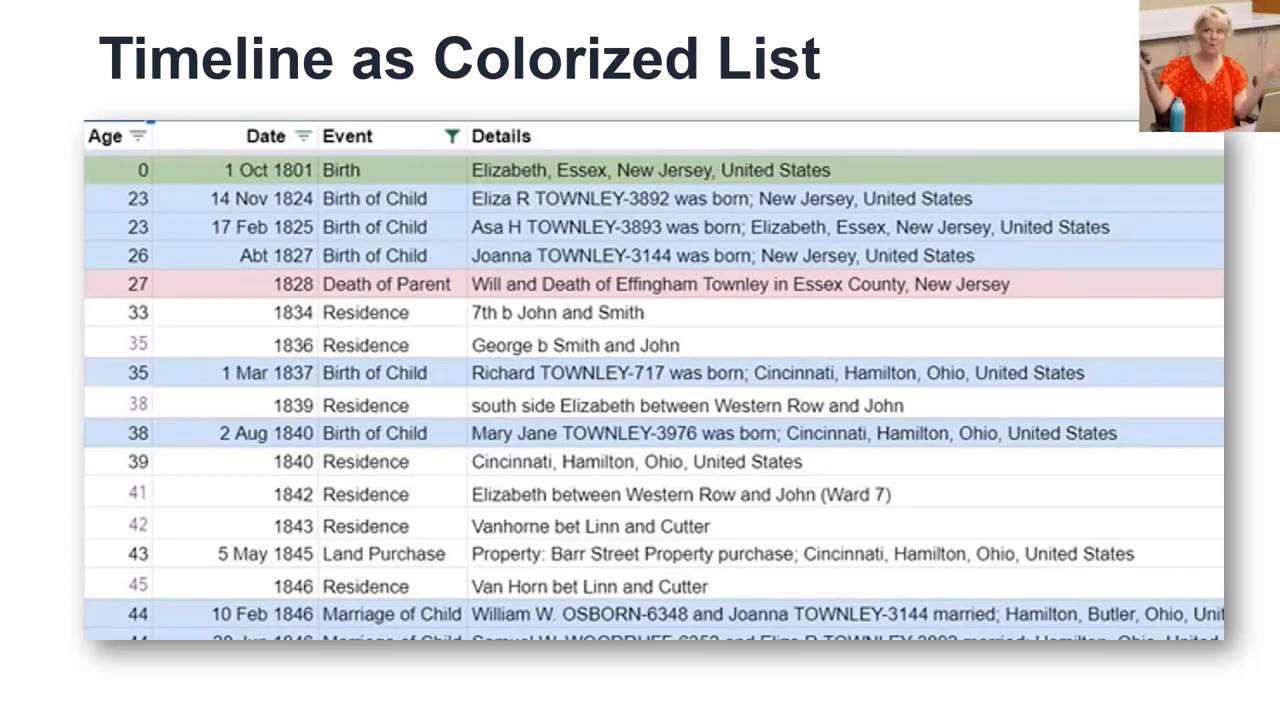 Timeline as Colorized List
Age Date Event Details
0 1 Oct 1801 Birth Elizabeth, Essex, New Jersey, United States
23 14 Nov 1824 Birth of Child Eliza R TOWNLEY-3892 was born; New Jersey, United States
23 17 Feb 1825 Birth of Child Asa H TOWNLEY-3893 was born; Elizabeth, Essex, New Jersey, United States
26 Abt 1827 Birth of Child Joanna TOWNLEY-3144 was born; New Jersey, United States
27 1828 Death of Parent Will and Death of Effingham Townley in Essex County, New Jersey
33 1834 Residence 7th b John and Smith
35 1836 Residence George b Smith and John
35 1 Mar 1837 Birth of Child Richard TOWNLEY-717 was born; Cincinnati, Hamilton, Ohio, United States
38 1839 Residence south side Elizabeth between Western Row and John
38 2 Aug 1840 Birth of Child Mary Jane TOWNLEY-3976 was born; Cincinnati, Hamilton, Ohio, United States
39 1840 Residence Cincinnati, Hamilton, Ohio, United States
41 1842 Residence Elizabeth between Western Row and John (Ward 7)
42 1843 Residence Vanhorne bet Linn and Cutter
43 5 May 1845 Land Purchase Property: Barr Street Property purchase; Cincinnati, Hamilton, Ohio, United States
45 1846 Residence Van Horn bet Linn and Cutter
44 10 Feb 1846 Marriage of Child William W. OSBORN-6348 and Joanna TOWNLEY-3144 married; Hamilton, Butler, Ohio, Unit